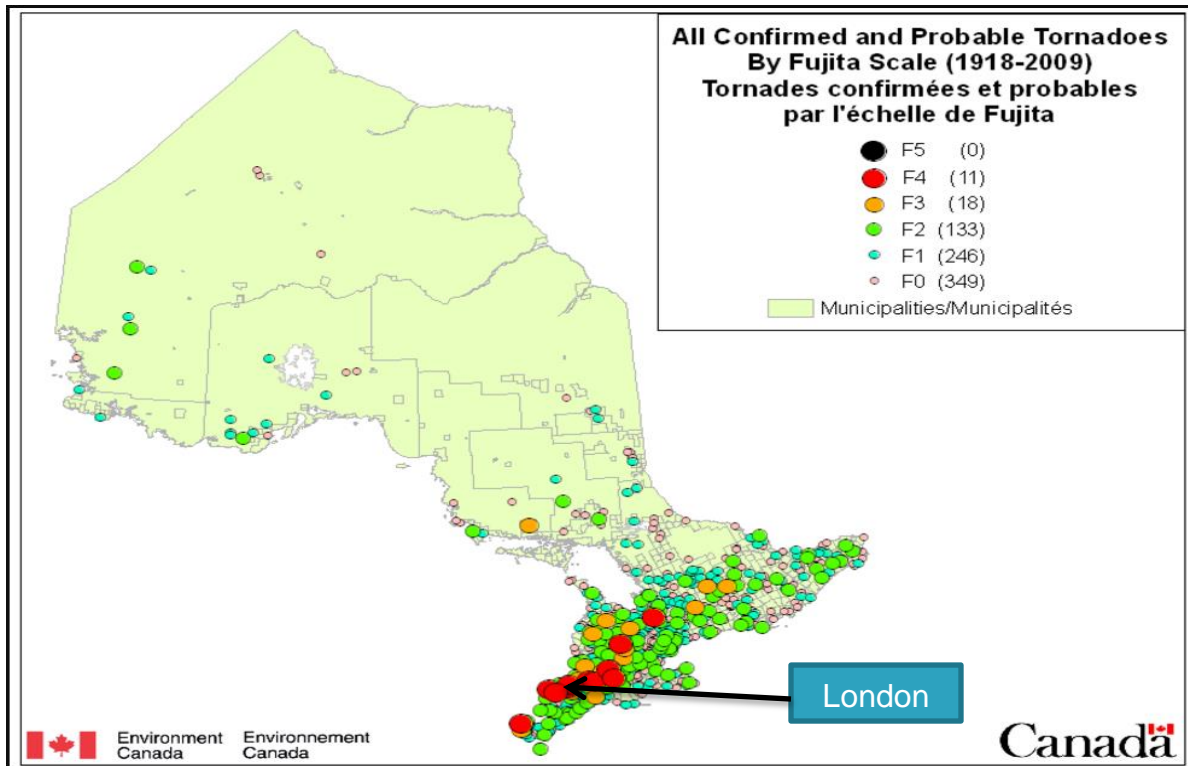 All Confirmed and Probable Tornadoes
By Fujita Scale (1918-2009)
Tornades confirmées et probables
par l'échelle de Fujita
F5 (0)
F4 (11)
F3 (18)
F2 (133)
F1 (246)
F0 (349)
Municipalities/Municipalités
London
Environment Environnement
Canada Canada
Canada